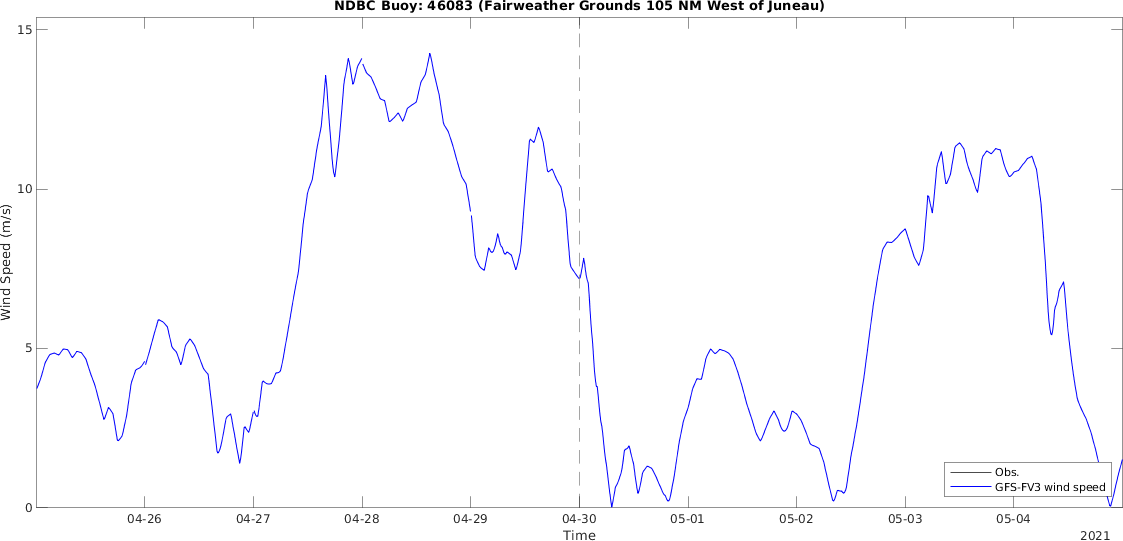 NDBC Buoy: 46083 (Fairweather Grounds 105 NM West of Juneau)
15
10
5
0
Wind Speed (m/s)
Obs.
GFS-FV3 wind speed
04-26 04-27 04-28 04-29 04-30 05-01 05-02 05-03 05-04
Time
2021